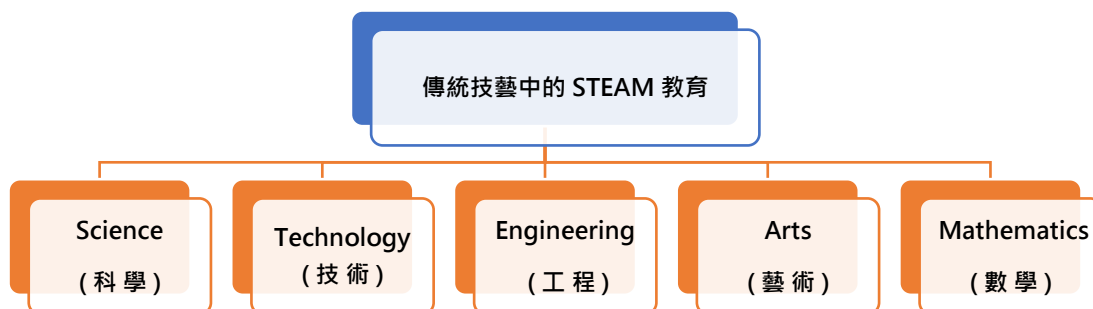 傳統技藝中的 STEAM 教育
Science
(科學)
Technology
(技術)
Engineering
(工程)
Arts
(藝術)
Mathematics
(數學)